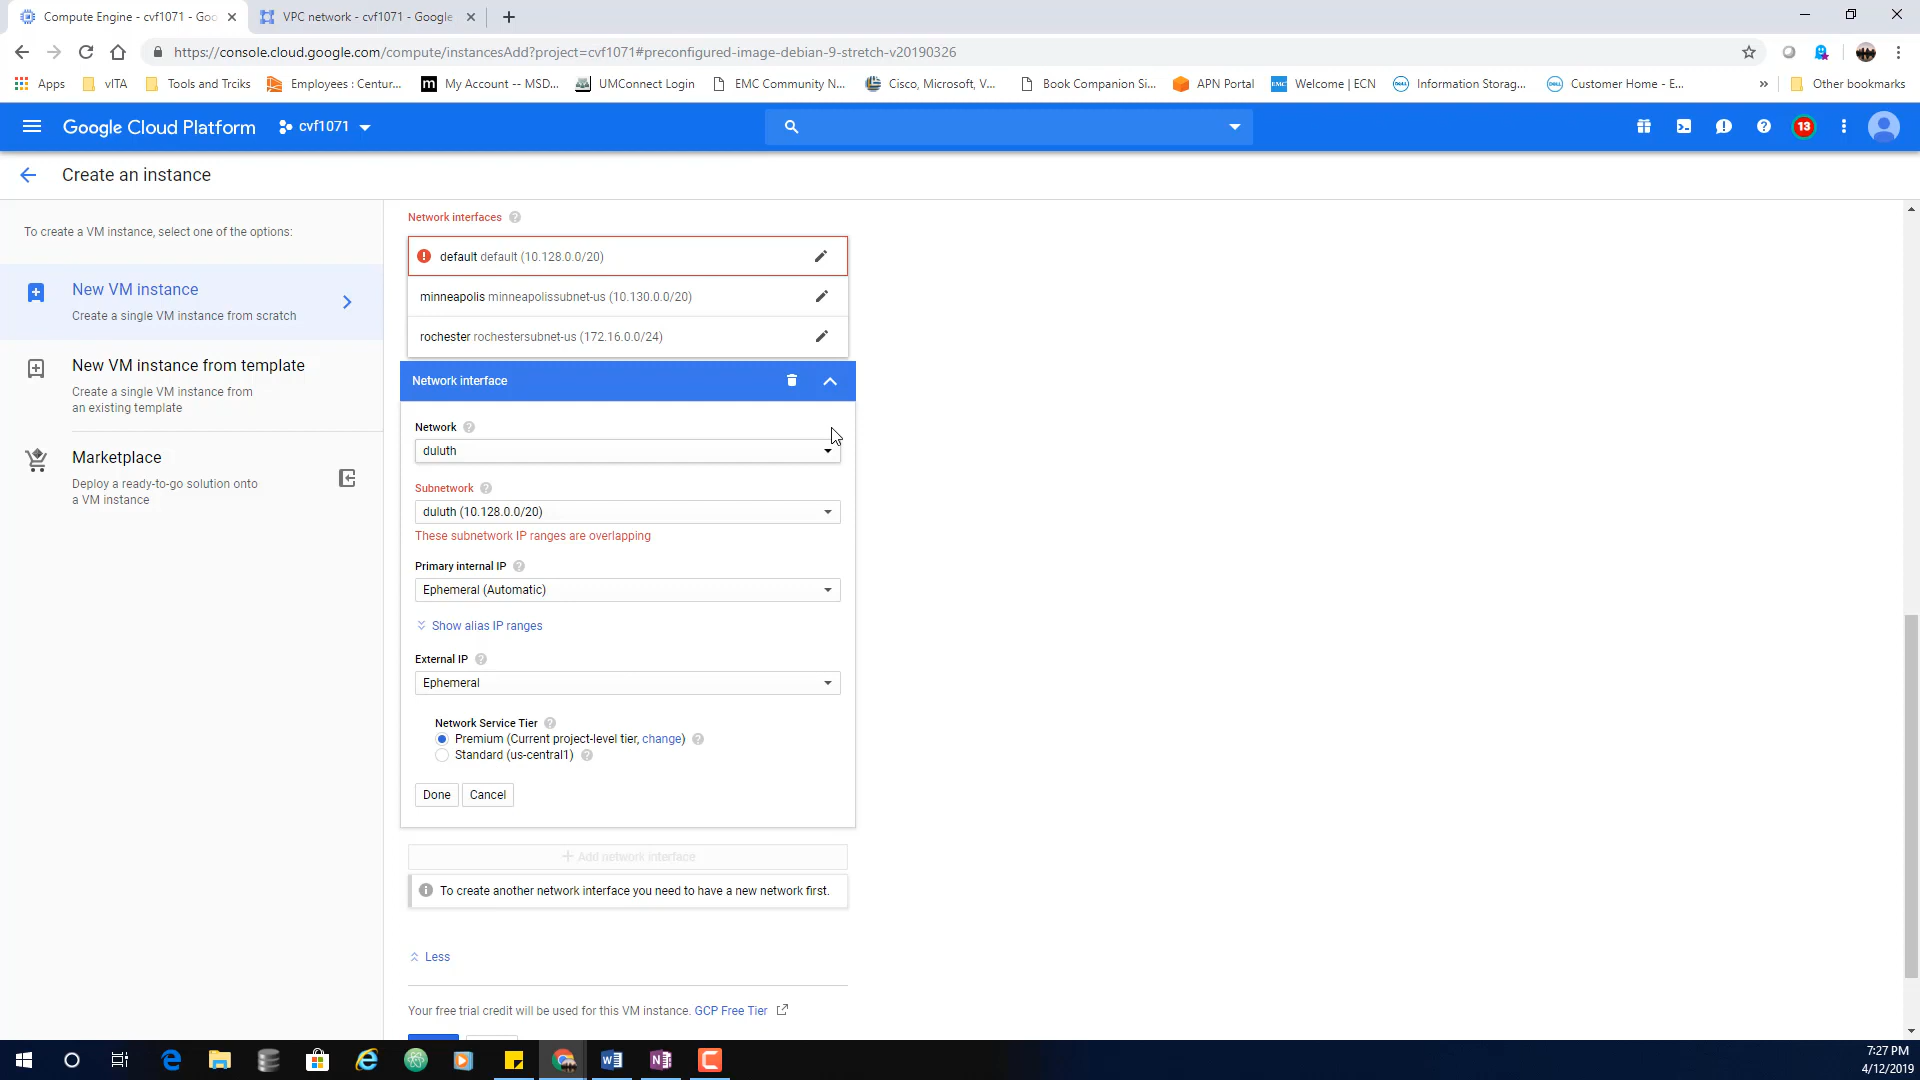 Compute Engine - cvf1071 - Goo
VPC network - cvf1071 - Google
https://console.cloud.google.com/compute/instancesAdd?project=cvf1071#preconfigured-image-debian-9-stretch-v20190326
Apps
vITA
Tools and Trciks
Employees : Centur...
My Account -- MSD...
UMConnect Login
EMC Community N...
Cisco, Microsoft, V...
Book Companion Si...
APN Portal
EMC
Welcome | ECN
Information Storag...
Customer Home - E...
»
Other bookmarks
Google Cloud Platform
cvf1071
13
Create an instance
To create a VM instance, select one of the options:
New VM instance
Create a single VM instance from scratch
New VM instance from template
Create a single VM instance from
an existing template
Marketplace
Deploy a ready-to-go solution onto
a VM instance
Network interfaces
default default (10.128.0.0/20)
minneapolis minneapolissubnet-us (10.130.0.0/20)
rochester rochestersubnet-us (172.16.0.0/24)
Network interface
Network
duluth
Subnetwork
duluth (10.128.0.0/20)
These subnetwork IP ranges are overlapping
Primary internal IP
Ephemeral (Automatic)
Show alias IP ranges
External IP
Ephemeral
Network Service Tier
Premium (Current project-level tier, change)
Standard (us-central1)
Done
Cancel
+ Add network interface
To create another network interface you need to have a new network first.
Less
Your free trial credit will be used for this VM instance. GCP Free Tier
7:27 PM
4/12/2019